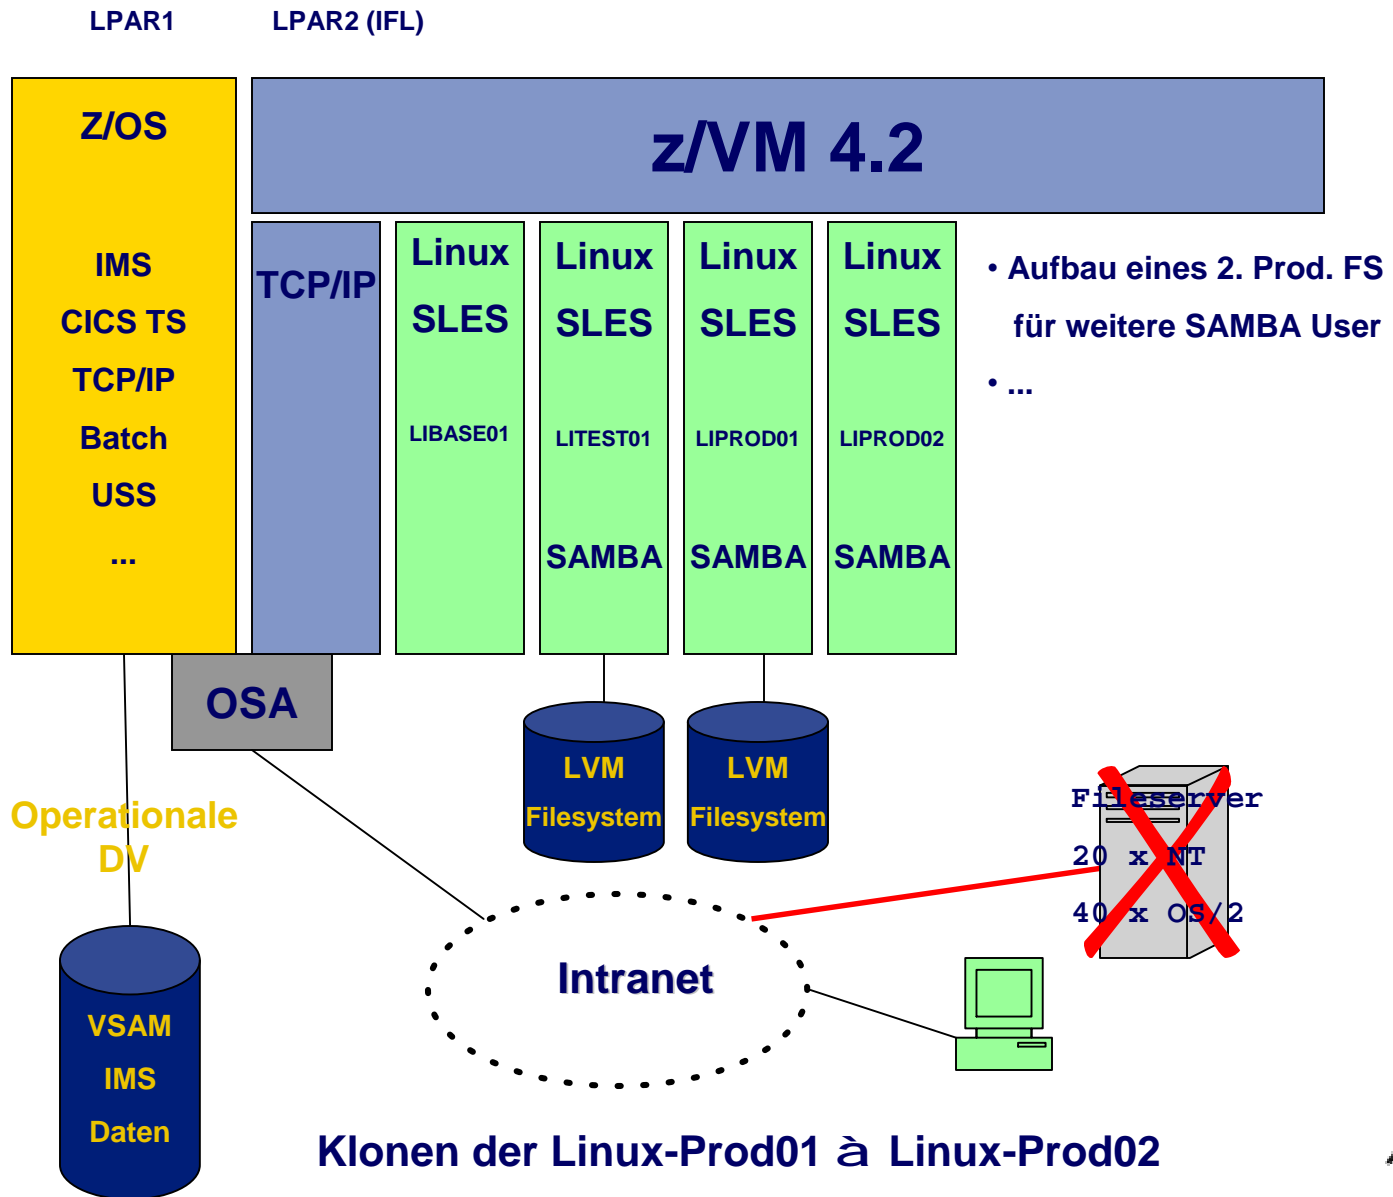 LPAR1
LPAR2 (IFL)
Z/OS
IMS
CICS TS
TCP/IP
Batch
USS
...
z/VM 4.2
TCP/IP
Linux
SLES
LIBASE01
Linux
SLES
LITEST01
SAMBA
Linux
SLES
LIPROD01
SAMBA
Linux
SLES
LIPROD02
SAMBA
• Aufbau eines 2. Prod. FS
für weitere SAMBA User
• ...
OSA
LVM
Filesystem
LVM
Filesystem
Operationale
DV
Fileserver
20 x NT
40 x OS/2
Intranet
VSAM
IMS
Daten
Klonen der Linux-Prod01 à Linux-Prod02